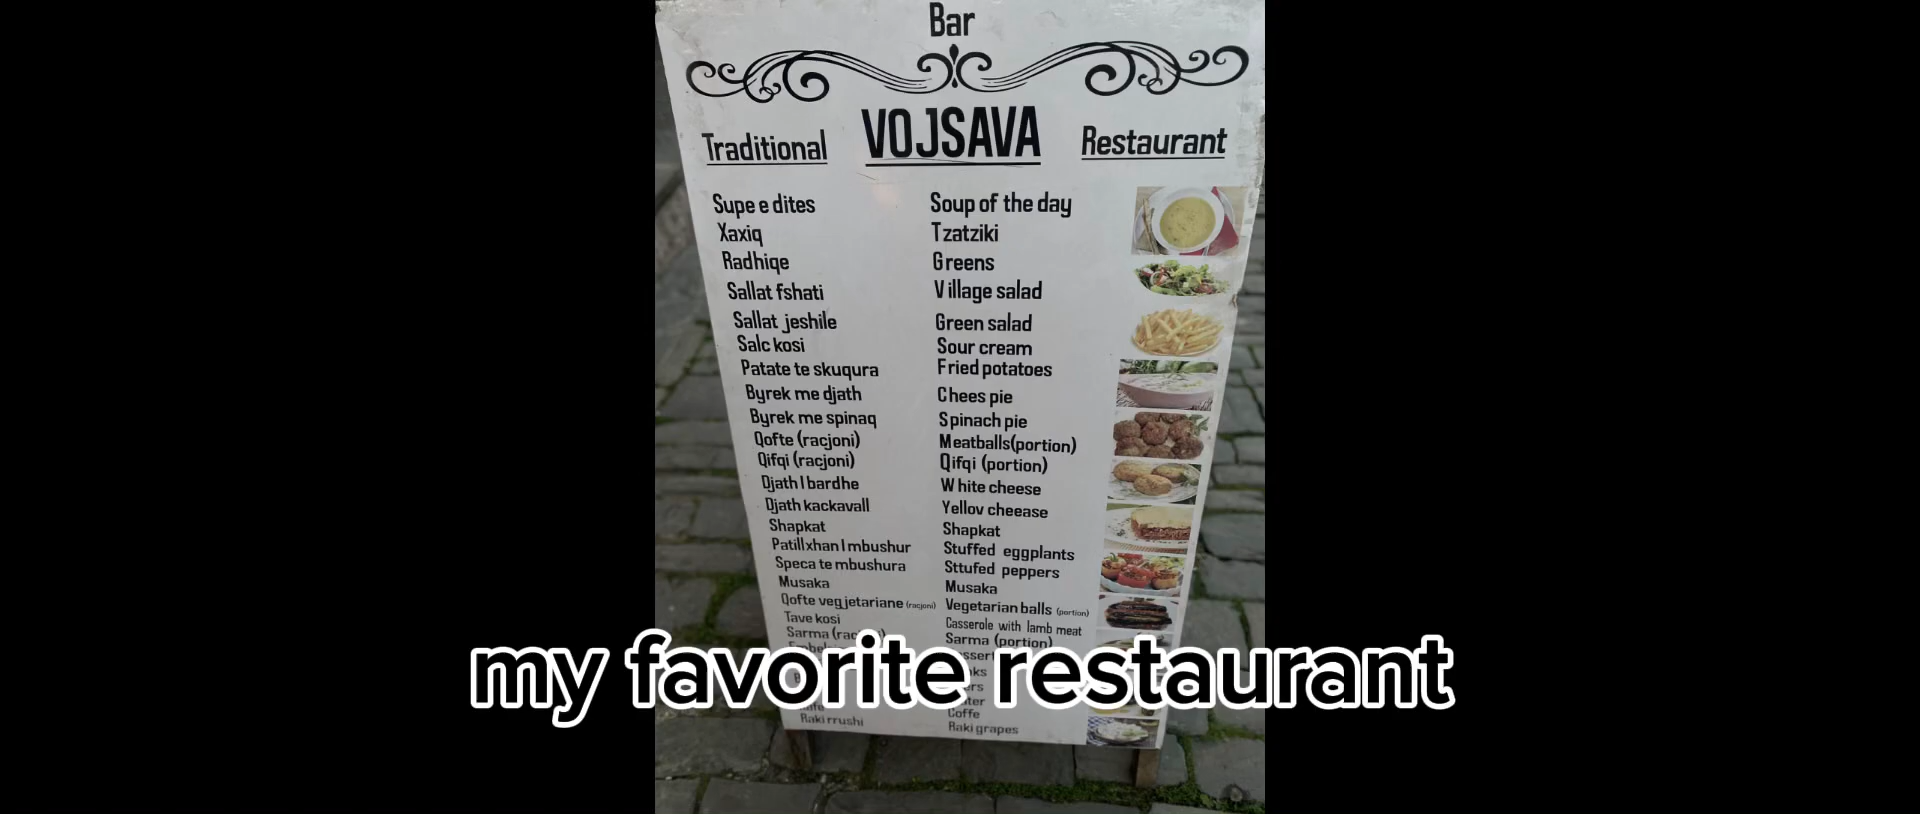 Bar
Traditional VOJSAVA Restaurant
Supe e dites Soup of the day
Xaxiq Tzatziki
Radhiqe Greens
Sallat fshati Village salad
Sallat jeshile Green salad
Salc kosi Sour cream
Patate te skuqura Fried potatoes
Byrek me djath Chees pie
Byrek me spinaq Spinach pie
Qofte (racjoni) Meatballs(portion)
Qifqi (racjoni) Qifqi (portion)
Djath I bardhe White cheese
Djath kackavall Yellov cheease
Shapkat Shapkat
Patillxhan I mbushur Stuffed eggplants
Speca te mbushura Sttufed peppers
Musaka Musaka
Qofte vegjetariane (racjoni) Vegetarian balls (portion)
Tave kosi Casserole with lamb meat
Sarma Sarma (portion)
my favorite restaurant
Coffe
Raki rrushi Raki grapes